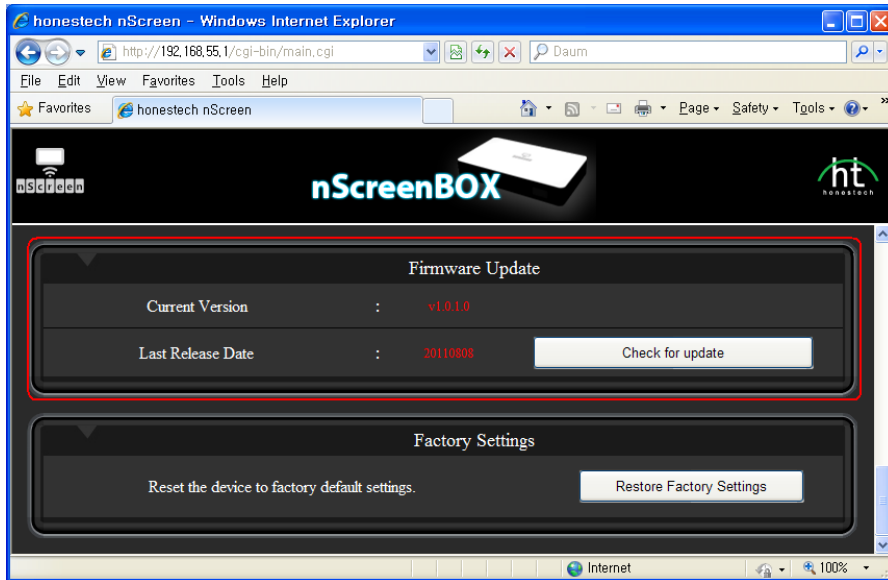 honestech nScreen - Windows Internet Explorer
http://192,168,55,1/cgi-bin/main,cgi
Daum
File Edit View Favorites Tools Help
Favorites honestech nScreen Page Safety Tools »
nScreen
nScreenBOX
ht
honestech
Firmware Update
Current Version : v1.0.1.0
Last Release Date : 20110808 Check for update
Factory Settings
Reset the device to factory default settings. Restore Factory Settings
Internet 100%